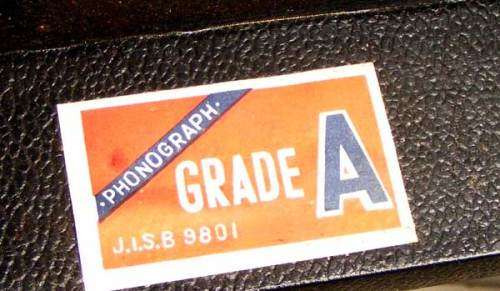 · PHONOGRAPH ·
GRADE A
J.I.S.B 9801